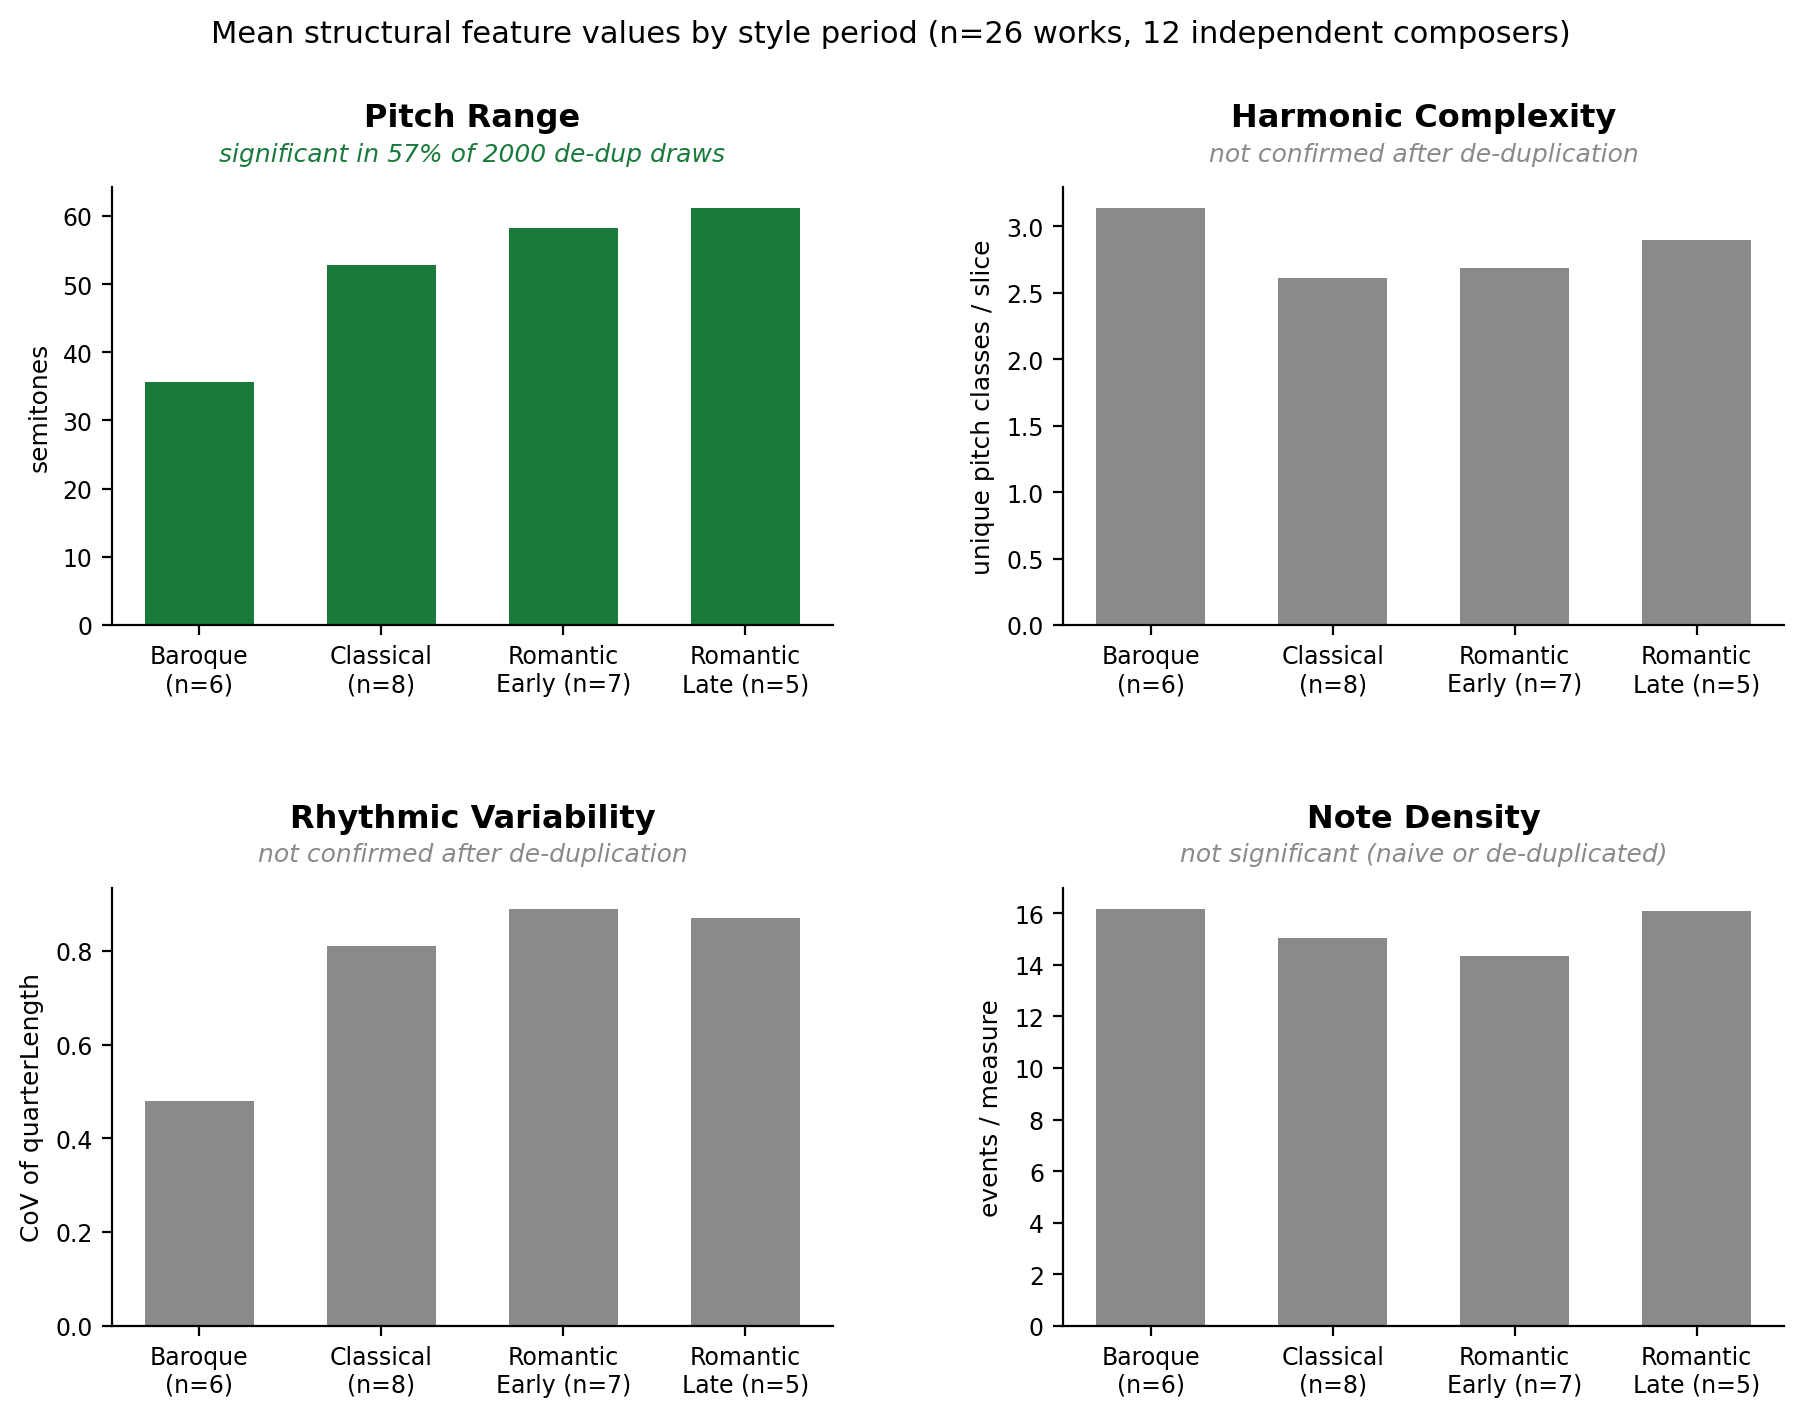 Mean structural feature values by style period (n=26 works, 12 independent composers)
Pitch Range
significant in 57% of 2000 de-dup draws
semitones
60
50
40
30
20
10
0
Baroque
(n=6)
Classical
(n=8)
Romantic
Early (n=7)
Romantic
Late (n=5)
Harmonic Complexity
not confirmed after de-duplication
unique pitch classes / slice
3.0
2.5
2.0
1.5
1.0
0.5
0.0
Baroque
(n=6)
Classical
(n=8)
Romantic
Early (n=7)
Romantic
Late (n=5)
Rhythmic Variability
not confirmed after de-duplication
CoV of quarterLength
0.8
0.6
0.4
0.2
0.0
Baroque
(n=6)
Classical
(n=8)
Romantic
Early (n=7)
Romantic
Late (n=5)
Note Density
not significant (naive or de-duplicated)
events / measure
16
14
12
10
8
6
4
2
0
Baroque
(n=6)
Classical
(n=8)
Romantic
Early (n=7)
Romantic
Late (n=5)